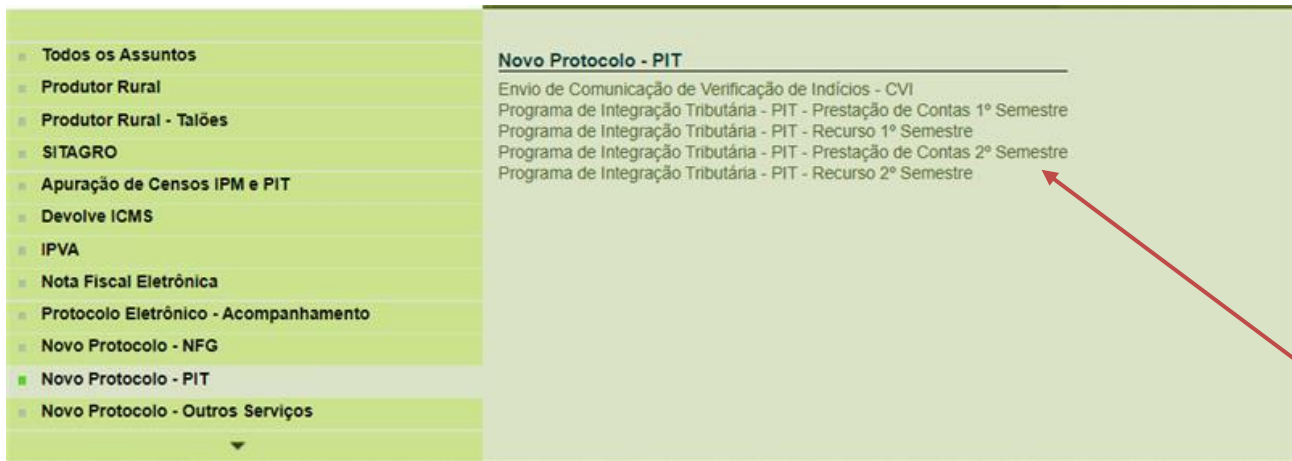 Todos os Assuntos
Produtor Rural
Produtor Rural - Talões
SITAGRO
Apuração de Censos IPM e PIT
Devolve ICMS
IPVA
Nota Fiscal Eletrônica
Protocolo Eletrônico - Acompanhamento
Novo Protocolo - NFG
Novo Protocolo - PIT
Novo Protocolo - Outros Serviços
Novo Protocolo - PIT
Envio de Comunicação de Verificação de Indícios - CVI
Programa de Integração Tributária - PIT - Prestação de Contas 1º Semestre
Programa de Integração Tributária - PIT - Recurso 1º Semestre
Programa de Integração Tributária - PIT - Prestação de Contas 2º Semestre
Programa de Integração Tributária - PIT - Recurso 2º Semestre